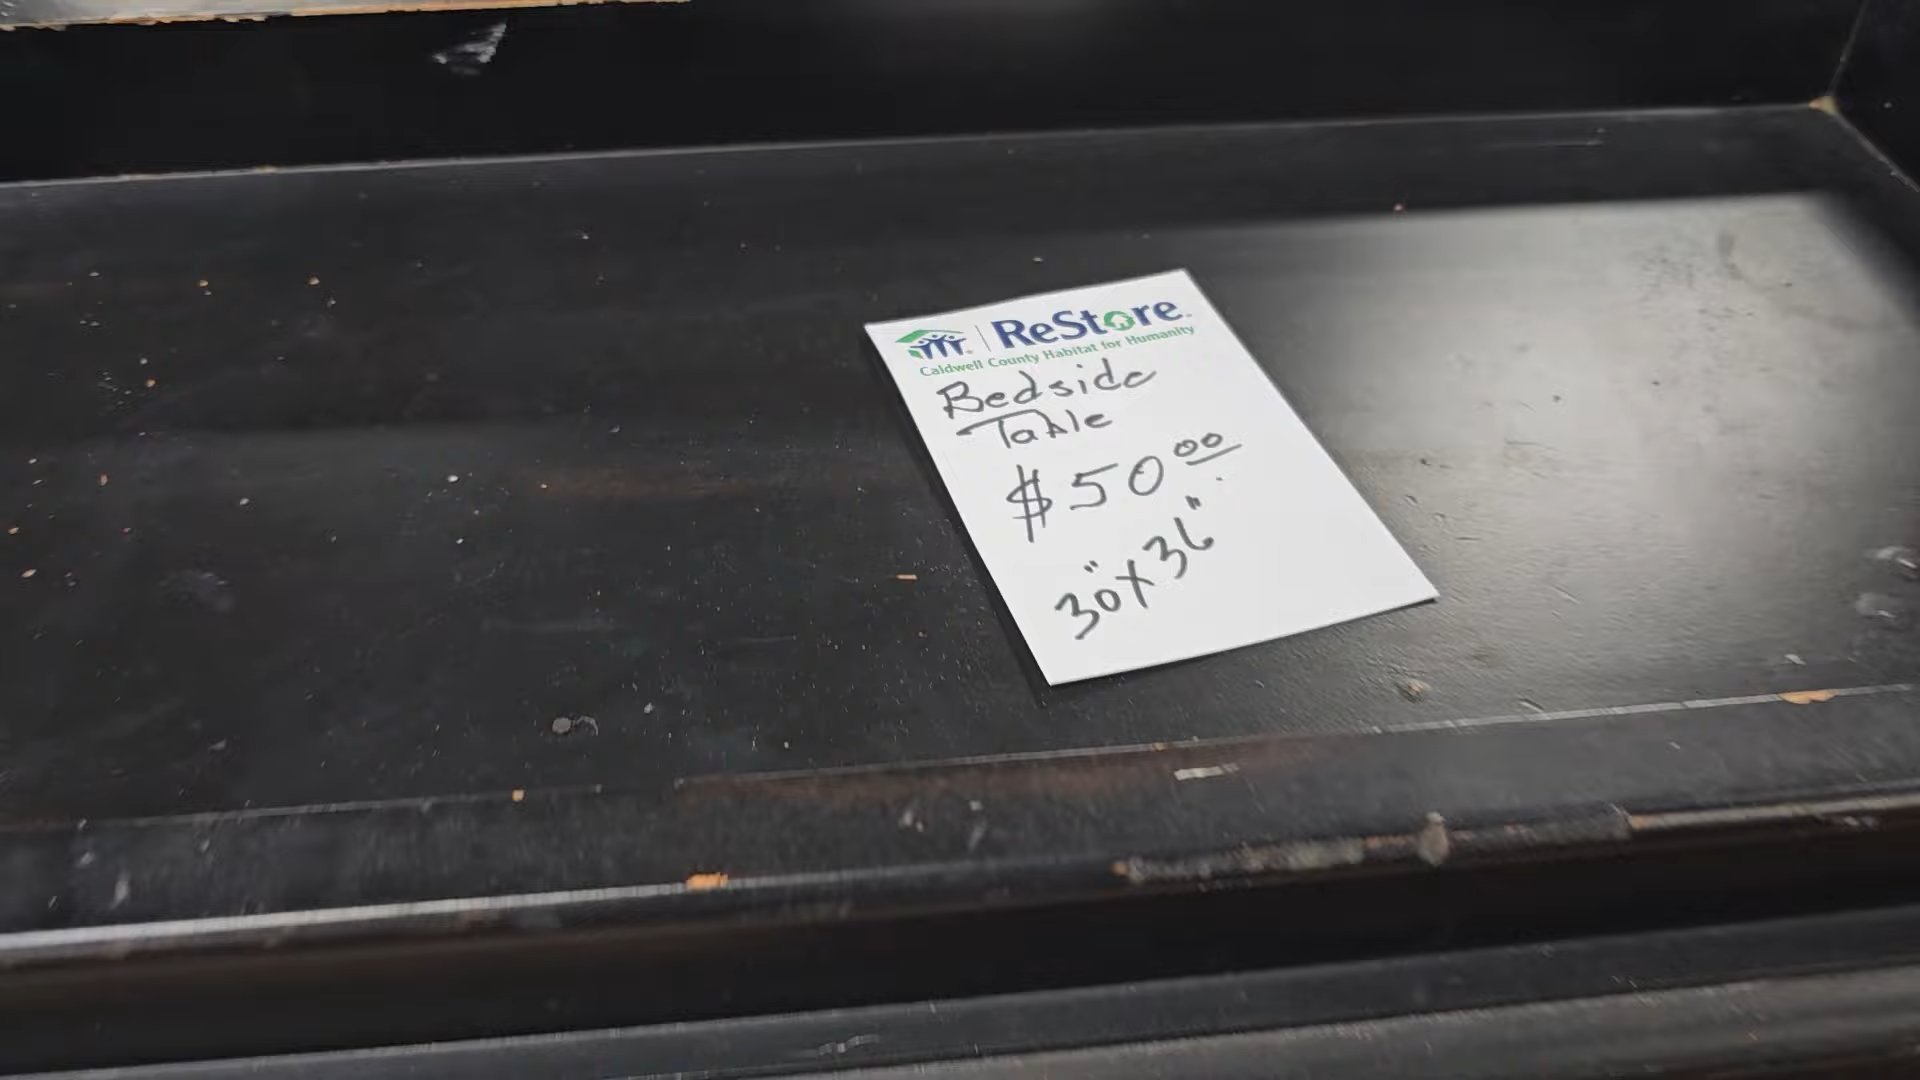 ReStore.
Caldwell County Habitat for Humanity
Bedside
Table
$50.00
30"x36"